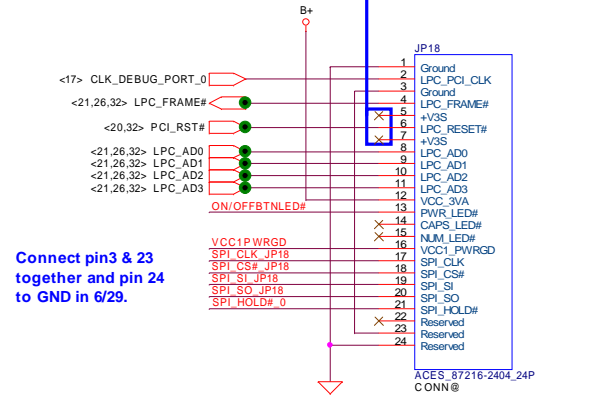 B+
JP18
<17> CLK_DEBUG_PORT_0
<21,26,32> LPC_FRAME#
<20,32> PCI_RST#
<21,26,32> LPC_AD0
<21,26,32> LPC_AD1
<21,26,32> LPC_AD2
<21,26,32> LPC_AD3
ON/OFFBTNLED#
VCC1PWRGD
SPI_CLK_JP18
SPI_CS#_JP18
SPI_SI_JP18
SPI_SO_JP18
SPI_HOLD#_0
1 Ground
2 LPC_PCI_CLK
3 Ground
4 LPC_FRAME#
5 +V3S
6 LPC_RESET#
7 +V3S
8 LPC_AD0
9 LPC_AD1
10 LPC_AD2
11 LPC_AD3
12 VCC_3VA
13 PWR_LED#
14 CAPS_LED#
15 NUM_LED#
16 VCC1_PWRGD
17 SPI_CLK
18 SPI_CS#
19 SPI_SI
20 SPI_SO
21 SPI_HOLD#
22 Reserved
23 Reserved
24 Reserved
ACES_87216-2404_24P
CONN@
Connect pin3 & 23
together and pin 24
to GND in 6/29.